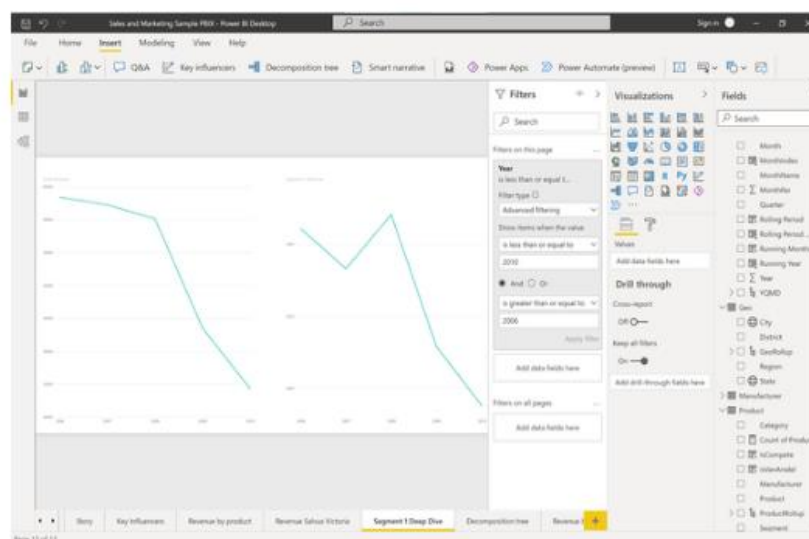 Sales and Marketing Sample PBIX - Power BI Desktop
Search
Sign in
File Home Insert Modeling View Help
Q&A Key influencers Decomposition tree Smart narrative Power Apps Power Automate (preview)
Filters
Search
Filters on this page
Year
is less than or equal t...
Filter type
Advanced filtering
Show items when the value
is less than or equal to
2010
And Or
is greater than or equal to
2006
Apply filter
Add data fields here
Filters on all pages
Add data fields here
Visualizations
Values
Add data fields here
Drill through
Cross-report
Off
Keep all filters
On
Add drill-through fields here
Fields
Search
Month
MonthIndex
MonthName
MonthNo
Quarter
Rolling Period
Rolling Period...
Running Month
Running Year
Year
YQMD
Geo
City
District
GeoRollup
Region
State
Manufacturer
Product
Category
Count of Produ
IsCompete
IsVanArsdel
Manufacturer
Product
ProductRollup
Segment
Story Key Influencers Revenue by product Revenue Salvus Victoria Segment 1 Deep Dive Decomposition tree Revenue